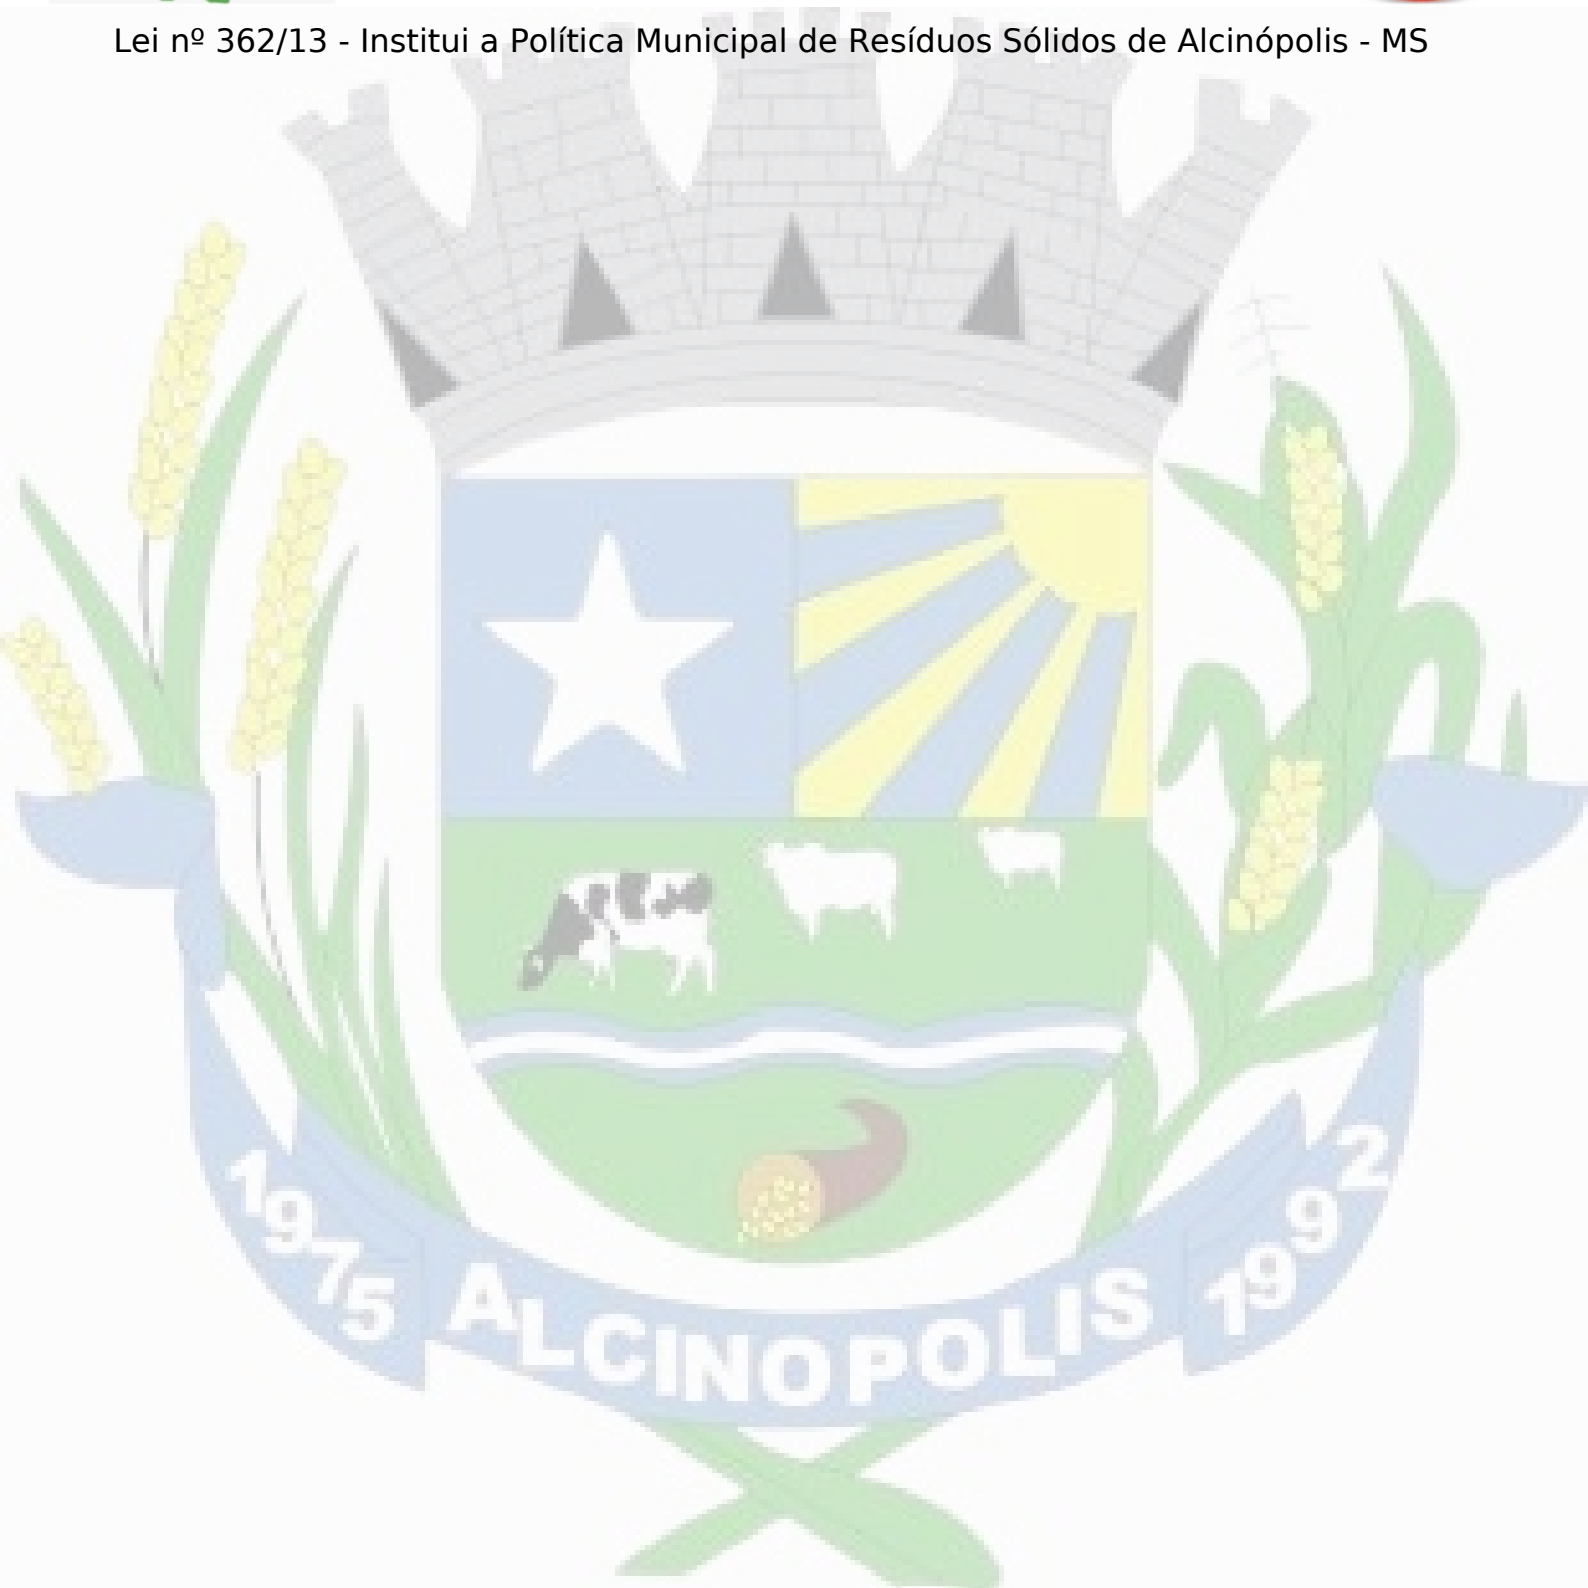 Lei nº 362/13 - Institui a Política Municipal de Resíduos Sólidos de Alcinópolis - MS
1975 ALCINOPOLIS 1992